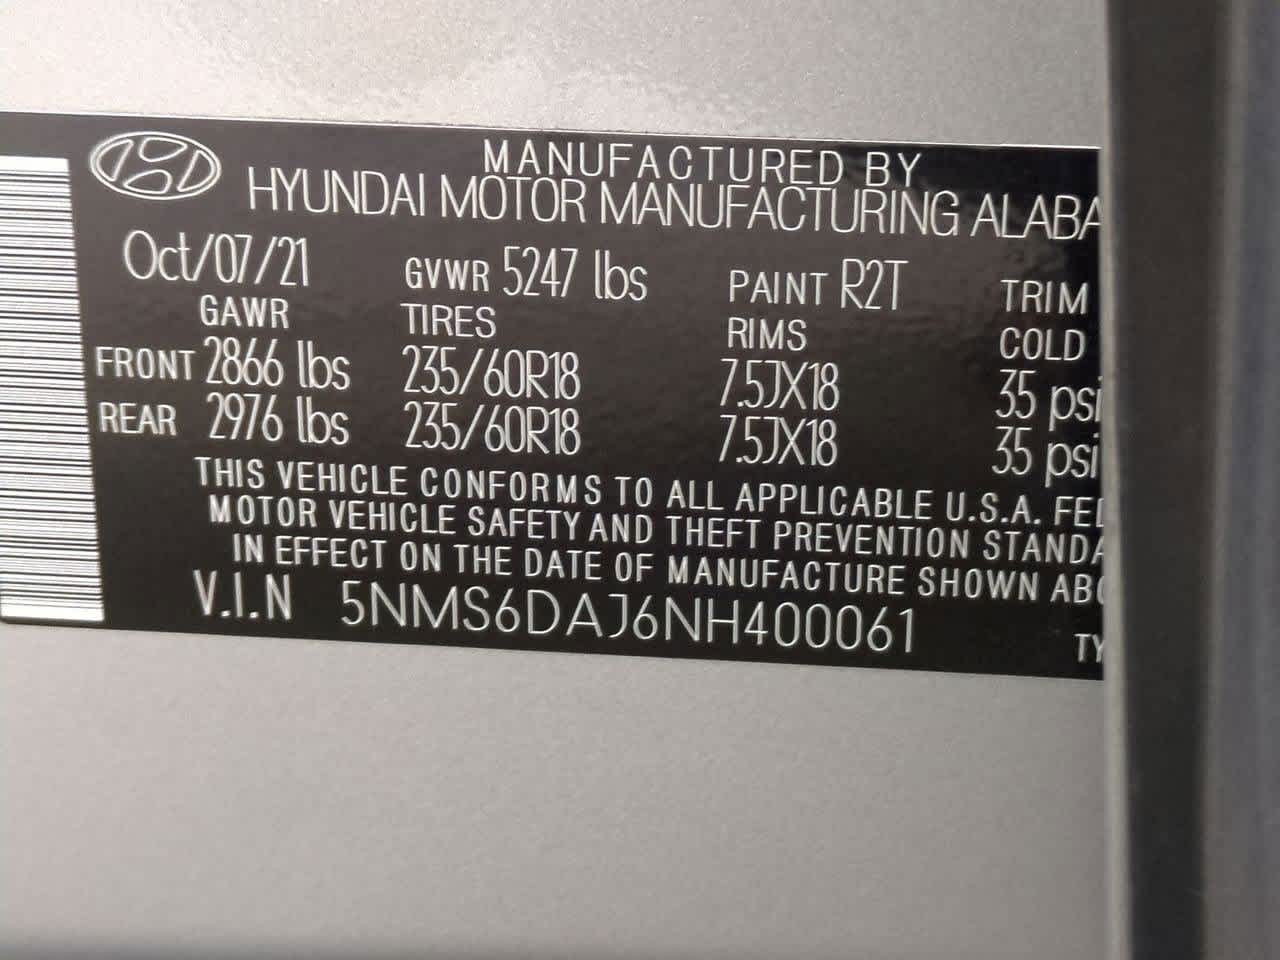 MANUFACTURED BY
HYUNDAI MOTOR MANUFACTURING ALABA
Oct/07/21 GVWR 5247 lbs PAINT R2T TRIM
GAWR TIRES RIMS COLD
FRONT 2866 lbs 235/60R18 7.5JX18 35 psi
REAR 2976 lbs 235/60R18 7.5JX18 35 psi
THIS VEHICLE CONFORMS TO ALL APPLICABLE U.S.A. FE
MOTOR VEHICLE SAFETY AND THEFT PREVENTION STANDA
IN EFFECT ON THE DATE OF MANUFACTURE SHOWN ABO
V.I.N 5NMS6DAJ6NH400061
TY